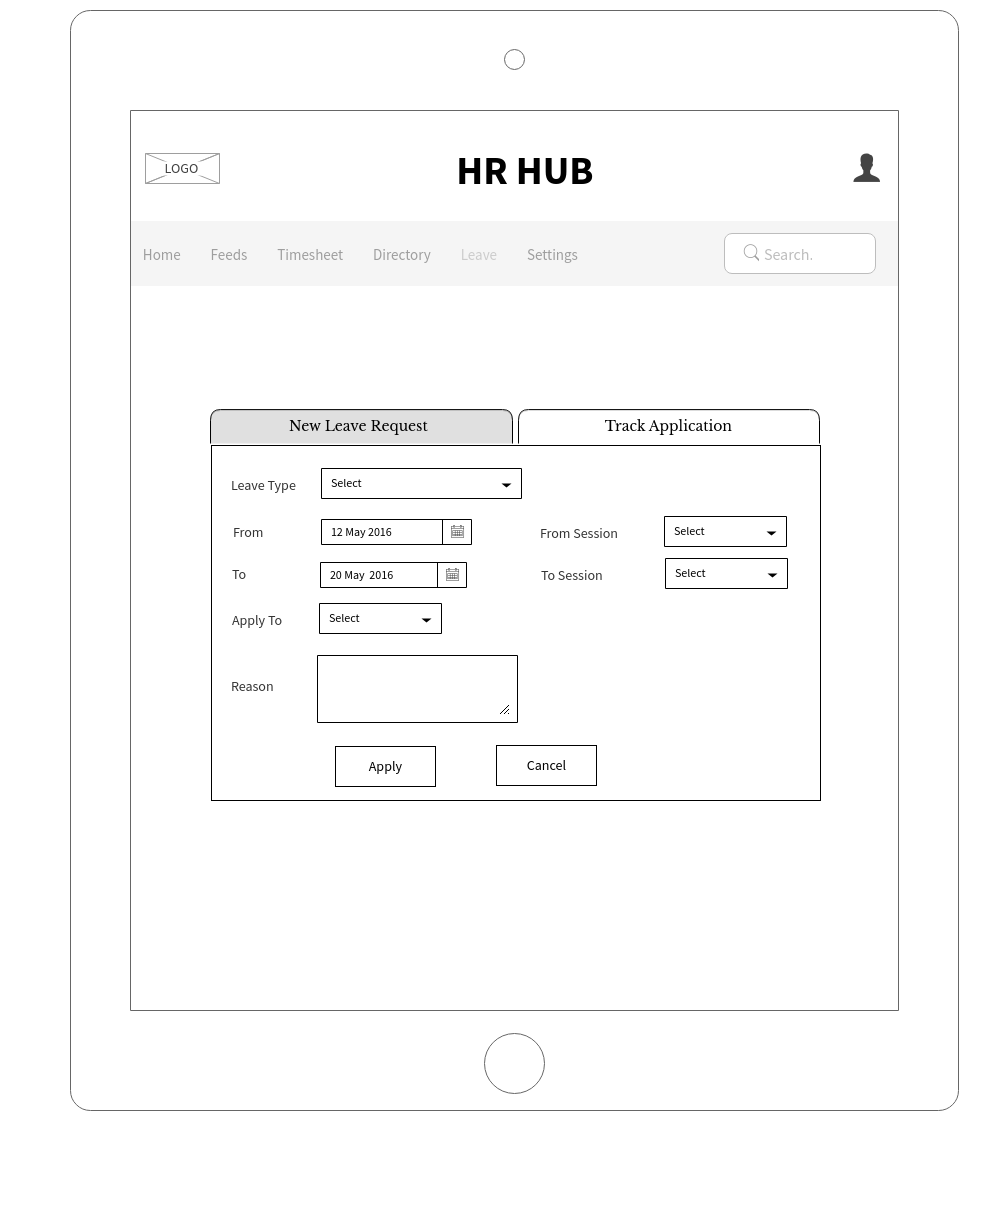 LOGO
HR HUB
Home Feeds Timesheet Directory Leave Settings Search.
New Leave Request Track Application
Leave Type Select
From 12 May 2016 From Session Select
To 20 May 2016 To Session Select
Apply To Select
Reason
Apply Cancel